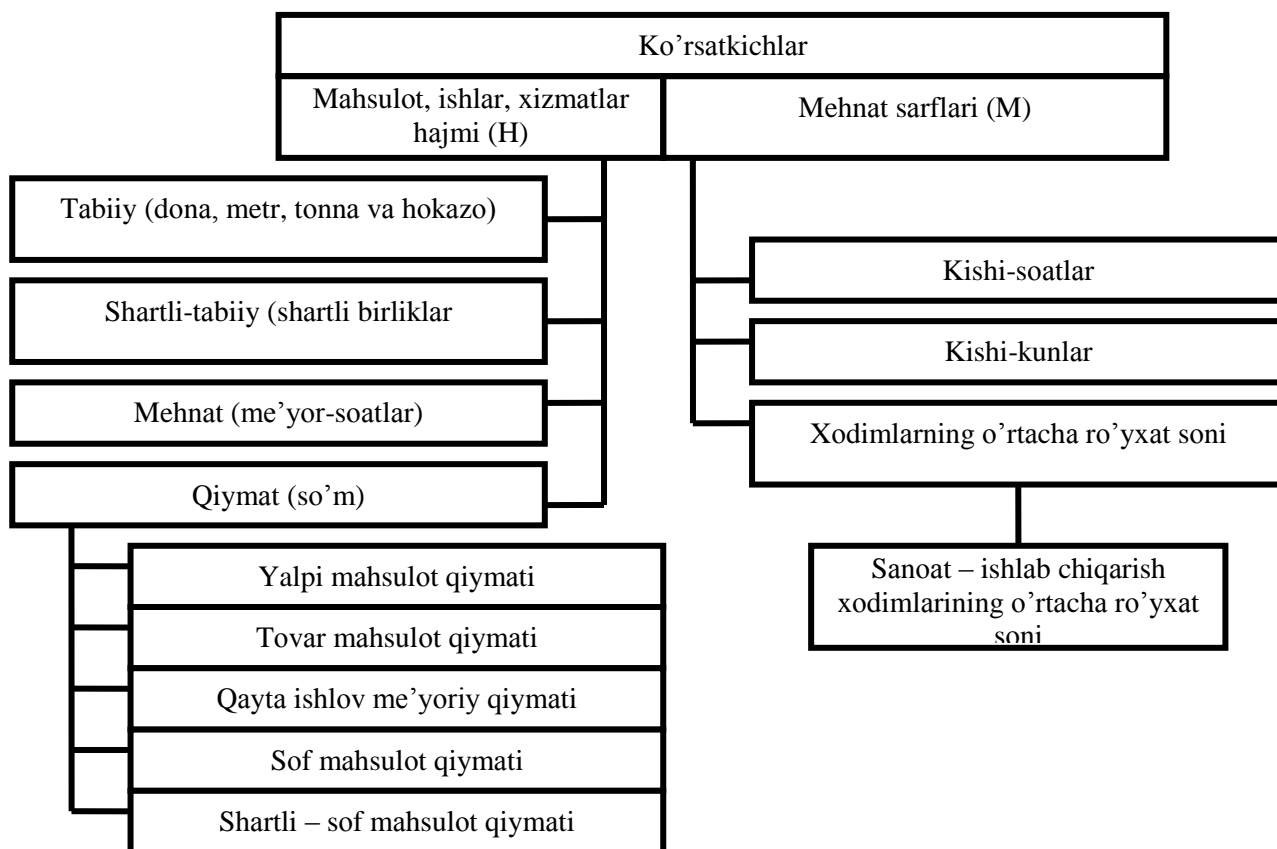 Ko’rsatkichlar
Mahsulot, ishlar, xizmatlar
hajmi (H)
Mehnat sarflari (M)
Tabiiy (dona, metr, tonna va hokazo)
Shartli-tabiiy (shartli birliklar
Mehnat (me’yor-soatlar)
Qiymat (so’m)
Yalpi mahsulot qiymati
Tovar mahsulot qiymati
Qayta ishlov me’yoriy qiymati
Sof mahsulot qiymati
Shartli – sof mahsulot qiymati
Kishi-soatlar
Kishi-kunlar
Xodimlarning o’rtacha ro’yxat soni
Sanoat – ishlab chiqarish
xodimlarining o’rtacha ro’yxat
soni